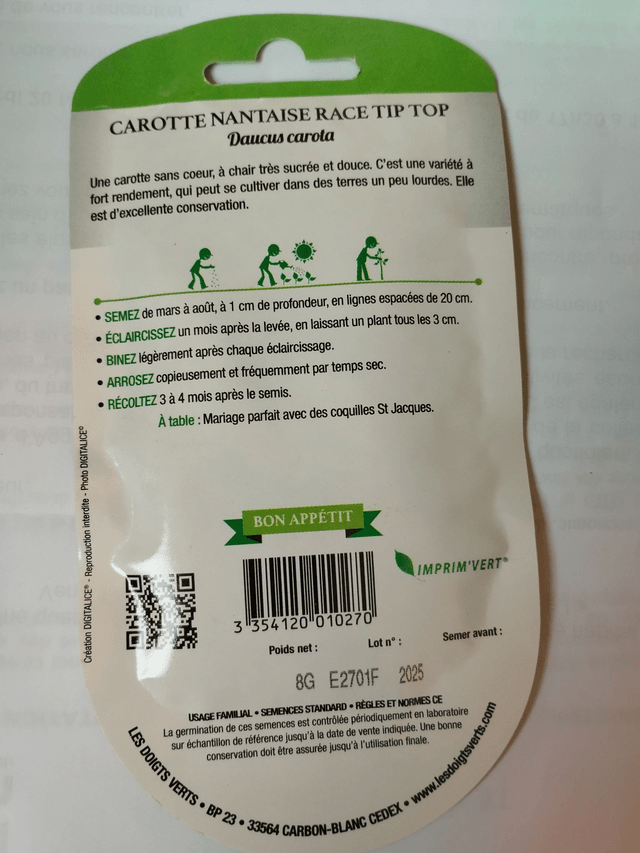 CAROTTE NANTAISE RACE TIP TOP
Daucus carota
Une carotte sans coeur, à chair très sucrée et douce. C'est une variété à
fort rendement, qui peut se cultiver dans des terres un peu lourdes. Elle
est d'excellente conservation.
• SEMEZ de mars à août, à 1 cm de profondeur, en lignes espacées de 20 cm.
• ÉCLAIRCISSEZ un mois après la levée, en laissant un plant tous les 3 cm.
• BINEZ légèrement après chaque éclaircissage.
• ARROSEZ copieusement et fréquemment par temps sec.
• RÉCOLTEZ 3 à 4 mois après le semis.
À table : Mariage parfait avec des coquilles St Jacques.
Création DIGITALICE® - Reproduction interdite - Photo DIGITALICE®
BON APPÉTIT
IMPRIM'VERT®
3 354120 010270
Poids net : Lot n° : Semer avant :
8G E2701F 2025
USAGE FAMILIAL • SEMENCES STANDARD • RÈGLES ET NORMES CE
La germination de ces semences est contrôlée périodiquement en laboratoire
sur échantillon de référence jusqu'à la date de vente indiquée. Une bonne
conservation doit être assurée jusqu'à l'utilisation finale.
LES DOIGTS VERTS • BP 23 • 33564 CARBON-BLANC CEDEX • www.lesdoigtsverts.com